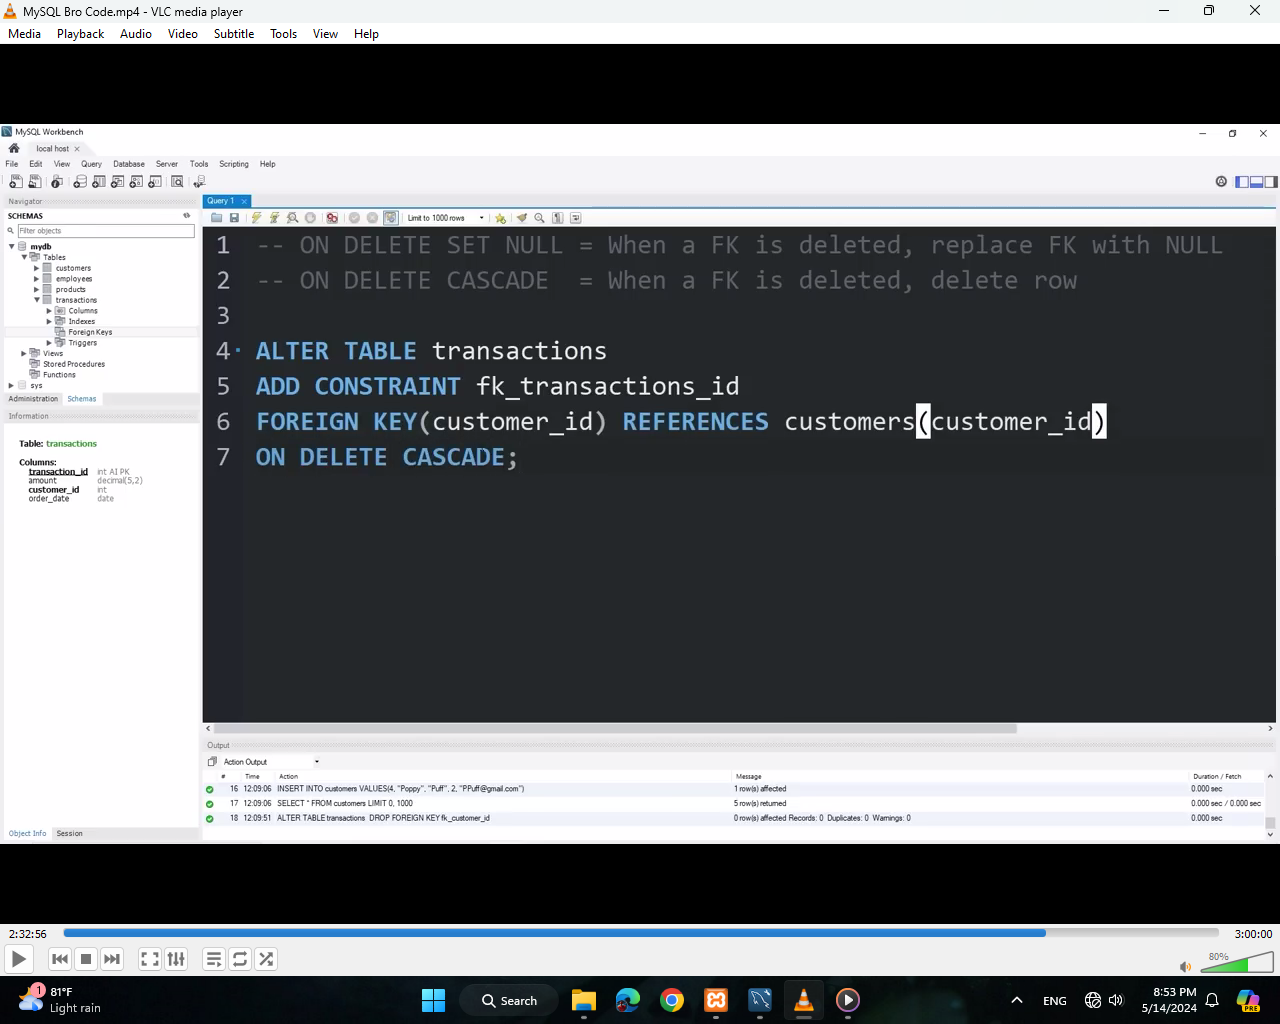 MySQL Bro Code.mp4 - VLC media player
Media Playback Audio Video Subtitle Tools View Help
MySQL Workbench
local host
File Edit View Query Database Server Tools Scripting Help
Navigator
Query 1
SCHEMAS
Limit to 1000 rows
Filter objects
mydb
Tables
customers
employees
products
transactions
Columns
Indexes
Foreign Keys
Triggers
Views
Stored Procedures
Functions
sys
Administration Schemas
Information
Table: transactions
Columns:
transaction_id int AI PK
amount decimal(5,2)
customer_id int
order_date date
1 -- ON DELETE SET NULL = When a FK is deleted, replace FK with NULL
2 -- ON DELETE CASCADE = When a FK is deleted, delete row
3
4 ALTER TABLE transactions
5 ADD CONSTRAINT fk_transactions_id
6 FOREIGN KEY(customer_id) REFERENCES customers(customer_id)
7 ON DELETE CASCADE;
Output
Action Output
# Time Action Message Duration / Fetch
16 12:09:06 INSERT INTO customers VALUES(4, "Poppy", "Puff", 2, "PPuff@gmail.com") 1 row(s) affected 0.000 sec
17 12:09:06 SELECT * FROM customers LIMIT 0, 1000 5 row(s) returned 0.000 sec / 0.000 sec
18 12:09:51 ALTER TABLE transactions DROP FOREIGN KEY fk_customer_id 0 row(s) affected Records: 0 Duplicates: 0 Warnings: 0 0.000 sec
Object Info Session
2:32:56 3:00:00
80%
1
81°F
Light rain
Search
ENG
8:53 PM
5/14/2024
PRE